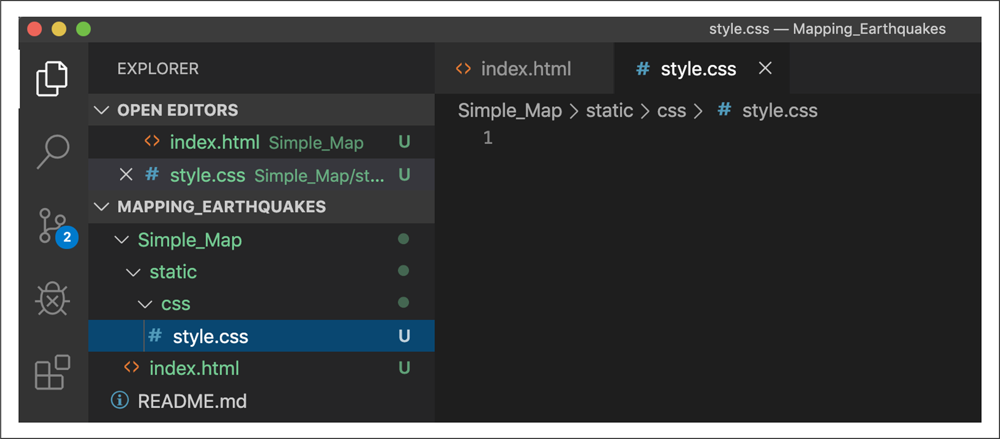 style.css — Mapping_Earthquakes
EXPLORER
OPEN EDITORS
index.html Simple_Map U
style.css Simple_Map/st... U
MAPPING_EARTHQUAKES
Simple_Map
static
css
style.css U
index.html U
README.md
2
index.html
# style.css
Simple_Map > static > css > # style.css
1